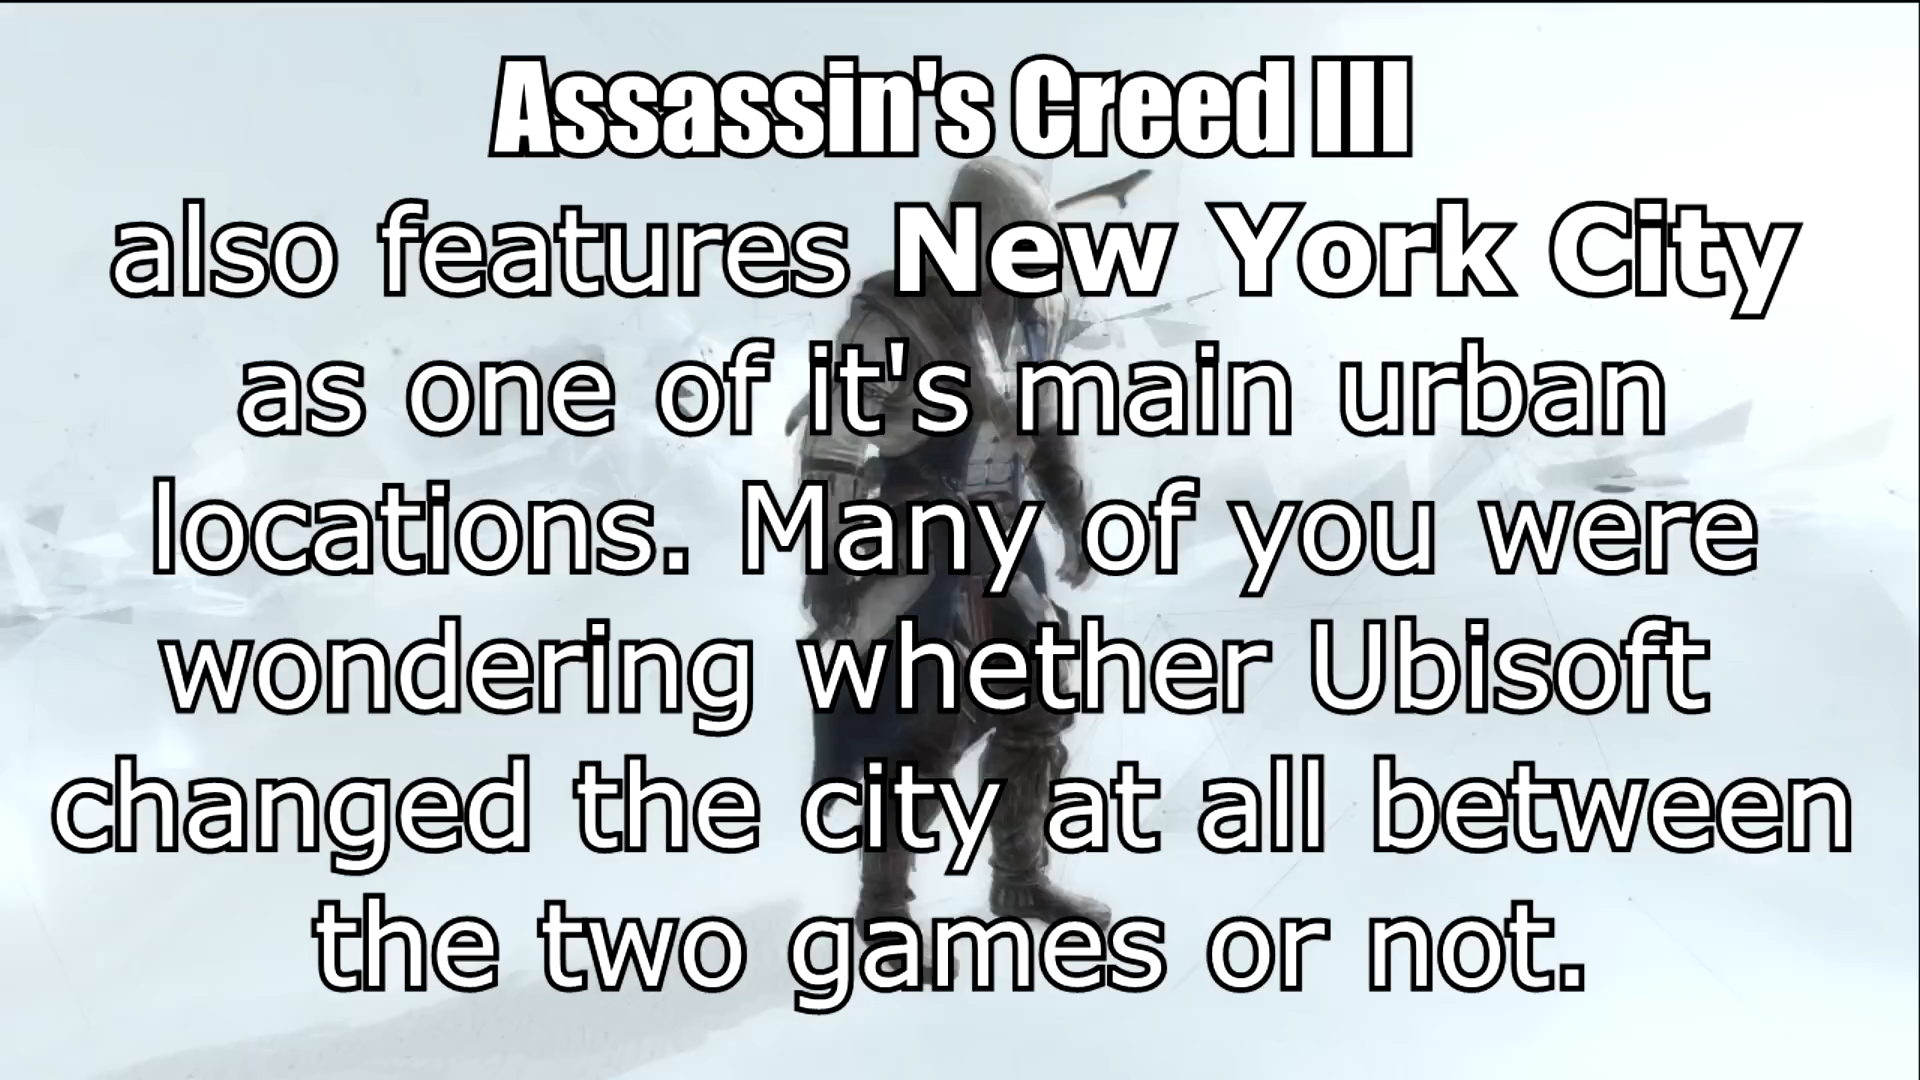 Assassin's Creed III
also features New York City
as one of it's main urban
locations. Many of you were
wondering whether Ubisoft
changed the city at all between
the two games or not.